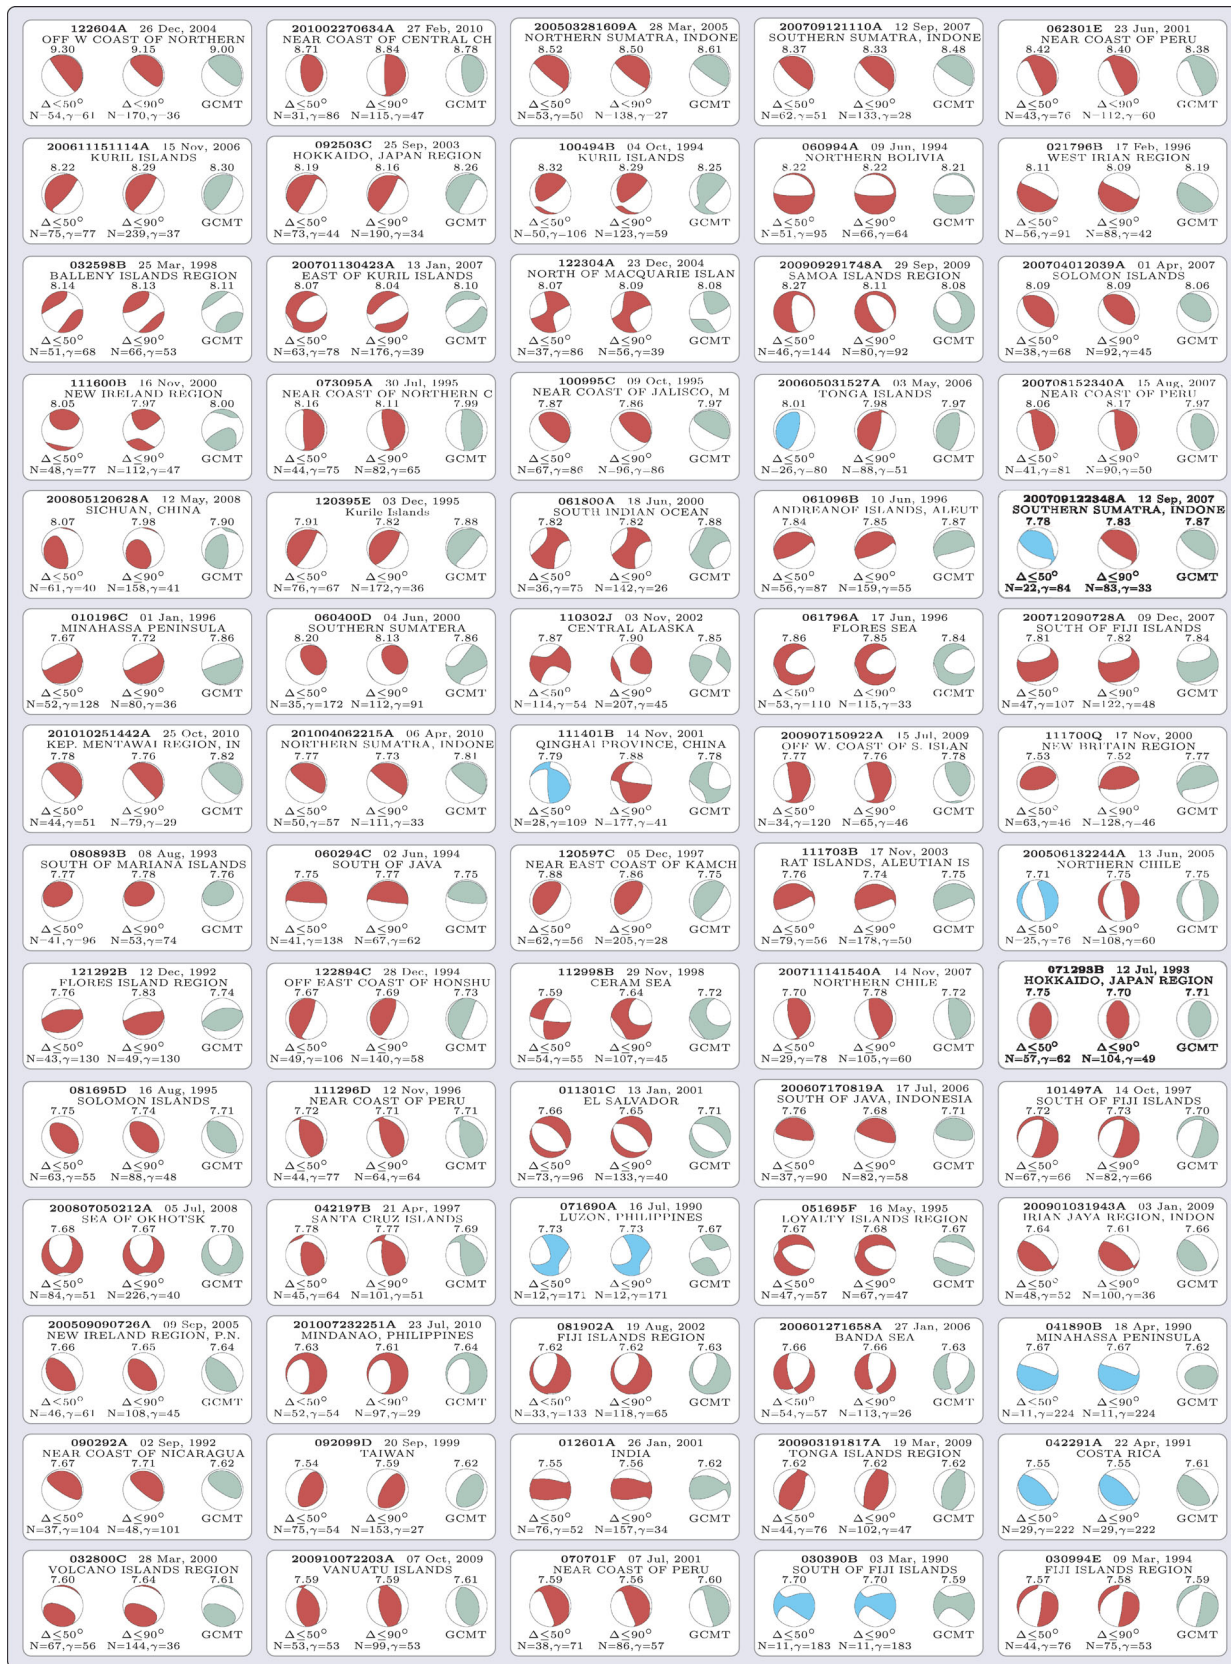 122604A 26 Dec, 2004
OFF W COAST OF NORTHERN
9.30 9.15 9.00
Δ≤50° Δ≤90° GCMT
N=54,γ=61 N=170,γ=36
201002270634A 27 Feb, 2010
NEAR COAST OF CENTRAL CH
8.71 8.84 8.78
Δ≤50° Δ≤90° GCMT
N=31,γ=86 N=115,γ=47
200503281609A 28 Mar, 2005
NORTHERN SUMATRA, INDONE
8.52 8.50 8.61
Δ≤50° Δ≤90° GCMT
N=53,γ=50 N=138,γ=27
200709121110A 12 Sep, 2007
SOUTHERN SUMATRA, INDONE
8.37 8.33 8.48
Δ≤50° Δ≤90° GCMT
N=62,γ=51 N=133,γ=28
062301E 23 Jun, 2001
NEAR COAST OF PERU
8.42 8.40 8.38
Δ≤50° Δ≤90° GCMT
N=43,γ=76 N=112,γ=60
200611151114A 15 Nov, 2006
KURIL ISLANDS
8.22 8.29 8.30
Δ≤50° Δ≤90° GCMT
N=75,γ=77 N=239,γ=37
092503C 25 Sep, 2003
HOKKAIDO, JAPAN REGION
8.19 8.16 8.26
Δ≤50° Δ≤90° GCMT
N=73,γ=44 N=190,γ=34
100494B 04 Oct, 1994
KURIL ISLANDS
8.32 8.29 8.25
Δ≤50° Δ≤90° GCMT
N=50,γ=106 N=123,γ=59
060994A 09 Jun, 1994
NORTHERN BOLIVIA
8.22 8.22 8.21
Δ≤50° Δ≤90° GCMT
N=51,γ=95 N=66,γ=64
021796B 17 Feb, 1996
WEST IRIAN REGION
8.11 8.09 8.19
Δ≤50° Δ≤90° GCMT
N=56,γ=91 N=88,γ=42
032598B 25 Mar, 1998
BALLENY ISLANDS REGION
8.14 8.13 8.11
Δ≤50° Δ≤90° GCMT
N=51,γ=68 N=66,γ=53
200701130423A 13 Jan, 2007
EAST OF KURIL ISLANDS
8.07 8.04 8.10
Δ≤50° Δ≤90° GCMT
N=63,γ=78 N=176,γ=39
122304A 23 Dec, 2004
NORTH OF MACQUARIE ISLAN
8.07 8.09 8.08
Δ≤50° Δ≤90° GCMT
N=37,γ=86 N=56,γ=39
200909291748A 29 Sep, 2009
SAMOA ISLANDS REGION
8.27 8.11 8.08
Δ≤50° Δ≤90° GCMT
N=46,γ=144 N=80,γ=92
200704012039A 01 Apr, 2007
SOLOMON ISLANDS
8.09 8.09 8.06
Δ≤50° Δ≤90° GCMT
N=38,γ=68 N=92,γ=45
111600B 16 Nov, 2000
NEW IRELAND REGION
8.05 7.97 8.00
Δ≤50° Δ≤90° GCMT
N=48,γ=77 N=112,γ=47
073095A 30 Jul, 1995
NEAR COAST OF NORTHERN C
8.16 8.11 7.99
Δ≤50° Δ≤90° GCMT
N=44,γ=75 N=82,γ=65
100995C 09 Oct, 1995
NEAR COAST OF JALISCO, M
7.87 7.86 7.97
Δ≤50° Δ≤90° GCMT
N=67,γ=86 N=96,γ=86
200605031527A 03 May, 2006
TONGA ISLANDS
8.01 7.98 7.97
Δ≤50° Δ≤90° GCMT
N=26,γ=80 N=88,γ=51
200708152340A 15 Aug, 2007
NEAR COAST OF PERU
8.06 8.17 7.97
Δ≤50° Δ≤90° GCMT
N=41,γ=81 N=90,γ=50
200805120628A 12 May, 2008
SICHUAN, CHINA
8.07 7.98 7.90
Δ≤50° Δ≤90° GCMT
N=61,γ=40 N=158,γ=41
120395E 03 Dec, 1995
Kurile Islands
7.91 7.82 7.88
Δ≤50° Δ≤90° GCMT
N=76,γ=67 N=172,γ=36
061800A 18 Jun, 2000
SOUTH INDIAN OCEAN
7.82 7.82 7.88
Δ≤50° Δ≤90° GCMT
N=36,γ=75 N=142,γ=26
061096B 10 Jun, 1996
ANDREANOF ISLANDS, ALEUT
7.84 7.85 7.87
Δ≤50° Δ≤90° GCMT
N=56,γ=87 N=159,γ=55
200709122348A 12 Sep, 2007
SOUTHERN SUMATRA, INDONE
7.78 7.83 7.87
Δ≤50° Δ≤90° GCMT
N=22,γ=84 N=83,γ=33
010196C 01 Jan, 1996
MINAHASSA PENINSULA
7.67 7.72 7.86
Δ≤50° Δ≤90° GCMT
N=52,γ=128 N=80,γ=36
060400D 04 Jun, 2000
SOUTHERN SUMATERA
8.20 8.13 7.86
Δ≤50° Δ≤90° GCMT
N=35,γ=172 N=112,γ=91
110302J 03 Nov, 2002
CENTRAL ALASKA
7.87 7.90 7.85
Δ≤50° Δ≤90° GCMT
N=114,γ=54 N=207,γ=45
061796A 17 Jun, 1996
FLORES SEA
7.86 7.85 7.84
Δ≤50° Δ≤90° GCMT
N=53,γ=110 N=115,γ=33
200712090728A 09 Dec, 2007
SOUTH OF FIJI ISLANDS
7.81 7.82 7.84
Δ≤50° Δ≤90° GCMT
N=47,γ=107 N=122,γ=48
201010251442A 25 Oct, 2010
KEP. MENTAWAI REGION, IN
7.78 7.76 7.82
Δ≤50° Δ≤90° GCMT
N=44,γ=51 N=79,γ=29
201004062215A 06 Apr, 2010
NORTHERN SUMATRA, INDONE
7.77 7.73 7.81
Δ≤50° Δ≤90° GCMT
N=50,γ=57 N=111,γ=33
111401B 14 Nov, 2001
QINGHAI PROVINCE, CHINA
7.79 7.88 7.78
Δ≤50° Δ≤90° GCMT
N=28,γ=109 N=177,γ=41
200907150922A 15 Jul, 2009
OFF W. COAST OF S. ISLAN
7.77 7.76 7.78
Δ≤50° Δ≤90° GCMT
N=34,γ=120 N=65,γ=46
111700Q 17 Nov, 2000
NEW BRITAIN REGION
7.53 7.52 7.77
Δ≤50° Δ≤90° GCMT
N=63,γ=46 N=128,γ=46
080893B 08 Aug, 1993
SOUTH OF MARIANA ISLANDS
7.77 7.78 7.76
Δ≤50° Δ≤90° GCMT
N=41,γ=96 N=53,γ=74
060294C 02 Jun, 1994
SOUTH OF JAVA
7.75 7.77 7.75
Δ≤50° Δ≤90° GCMT
N=41,γ=138 N=67,γ=62
120597C 05 Dec, 1997
NEAR EAST COAST OF KAMCH
7.88 7.86 7.75
Δ≤50° Δ≤90° GCMT
N=62,γ=56 N=205,γ=28
111703B 17 Nov, 2003
RAT ISLANDS, ALEUTIAN IS
7.76 7.74 7.75
Δ≤50° Δ≤90° GCMT
N=79,γ=56 N=178,γ=50
200506132244A 13 Jun, 2005
NORTHERN CHILE
7.71 7.75 7.75
Δ≤50° Δ≤90° GCMT
N=25,γ=76 N=108,γ=60
121292B 12 Dec, 1992
FLORES ISLAND REGION
7.76 7.83 7.74
Δ≤50° Δ≤90° GCMT
N=43,γ=130 N=49,γ=130
122894C 28 Dec, 1994
OFF EAST COAST OF HONSHU
7.67 7.69 7.73
Δ≤50° Δ≤90° GCMT
N=49,γ=106 N=140,γ=58
112998B 29 Nov, 1998
CERAM SEA
7.59 7.64 7.72
Δ≤50° Δ≤90° GCMT
N=54,γ=55 N=107,γ=45
200711141540A 14 Nov, 2007
NORTHERN CHILE
7.70 7.78 7.72
Δ≤50° Δ≤90° GCMT
N=29,γ=78 N=105,γ=60
071293B 12 Jul, 1993
HOKKAIDO, JAPAN REGION
7.75 7.70 7.71
Δ≤50° Δ≤90° GCMT
N=57,γ=62 N=104,γ=49
081695D 16 Aug, 1995
SOLOMON ISLANDS
7.75 7.74 7.71
Δ≤50° Δ≤90° GCMT
N=63,γ=55 N=88,γ=48
111296D 12 Nov, 1996
NEAR COAST OF PERU
7.72 7.71 7.71
Δ≤50° Δ≤90° GCMT
N=44,γ=77 N=64,γ=64
011301C 13 Jan, 2001
EL SALVADOR
7.66 7.65 7.71
Δ≤50° Δ≤90° GCMT
N=73,γ=96 N=133,γ=40
200607170819A 17 Jul, 2006
SOUTH OF JAVA, INDONESIA
7.76 7.68 7.71
Δ≤50° Δ≤90° GCMT
N=37,γ=90 N=82,γ=58
101497A 14 Oct, 1997
SOUTH OF FIJI ISLANDS
7.72 7.73 7.70
Δ≤50° Δ≤90° GCMT
N=67,γ=66 N=82,γ=66
200807050212A 05 Jul, 2008
SEA OF OKHOTSK
7.68 7.67 7.70
Δ≤50° Δ≤90° GCMT
N=84,γ=51 N=226,γ=40
042197B 21 Apr, 1997
SANTA CRUZ ISLANDS
7.78 7.77 7.69
Δ≤50° Δ≤90° GCMT
N=45,γ=64 N=101,γ=51
071690A 16 Jul, 1990
LUZON, PHILIPPINES
7.73 7.73 7.67
Δ≤50° Δ≤90° GCMT
N=12,γ=171 N=12,γ=171
051695F 16 May, 1995
LOYALTY ISLANDS REGION
7.67 7.68 7.67
Δ≤50° Δ≤90° GCMT
N=47,γ=57 N=67,γ=47
200901031943A 03 Jan, 2009
IRIAN JAYA REGION, INDON
7.64 7.61 7.66
Δ≤50° Δ≤90° GCMT
N=48,γ=52 N=100,γ=36
200509090726A 09 Sep, 2005
NEW IRELAND REGION, P.N.
7.66 7.65 7.64
Δ≤50° Δ≤90° GCMT
N=46,γ=61 N=108,γ=45
201007232251A 23 Jul, 2010
MINDANAO, PHILIPPINES
7.63 7.61 7.64
Δ≤50° Δ≤90° GCMT
N=52,γ=54 N=97,γ=29
081902A 19 Aug, 2002
FIJI ISLANDS REGION
7.62 7.62 7.63
Δ≤50° Δ≤90° GCMT
N=33,γ=133 N=118,γ=65
200601271658A 27 Jan, 2006
BANDA SEA
7.66 7.66 7.63
Δ≤50° Δ≤90° GCMT
N=54,γ=57 N=113,γ=26
041890B 18 Apr, 1990
MINAHASSA PENINSULA
7.67 7.67 7.62
Δ≤50° Δ≤90° GCMT
N=11,γ=224 N=11,γ=224
090292A 02 Sep, 1992
NEAR COAST OF NICARAGUA
7.67 7.71 7.62
Δ≤50° Δ≤90° GCMT
N=37,γ=104 N=48,γ=101
092099D 20 Sep, 1999
TAIWAN
7.54 7.59 7.62
Δ≤50° Δ≤90° GCMT
N=75,γ=54 N=153,γ=27
012601A 26 Jan, 2001
INDIA
7.55 7.56 7.62
Δ≤50° Δ≤90° GCMT
N=76,γ=52 N=157,γ=34
200903191817A 19 Mar, 2009
TONGA ISLANDS REGION
7.62 7.62 7.62
Δ≤50° Δ≤90° GCMT
N=44,γ=76 N=102,γ=47
042291A 22 Apr, 1991
COSTA RICA
7.55 7.55 7.61
Δ≤50° Δ≤90° GCMT
N=29,γ=222 N=29,γ=222
032800C 28 Mar, 2000
VOLCANO ISLANDS REGION
7.60 7.64 7.61
Δ≤50° Δ≤90° GCMT
N=67,γ=56 N=144,γ=36
200910072203A 07 Oct, 2009
VANUATU ISLANDS
7.59 7.59 7.61
Δ≤50° Δ≤90° GCMT
N=53,γ=53 N=99,γ=53
070701F 07 Jul, 2001
NEAR COAST OF PERU
7.59 7.56 7.60
Δ≤50° Δ≤90° GCMT
N=38,γ=71 N=86,γ=57
030390B 03 Mar, 1990
SOUTH OF FIJI ISLANDS
7.70 7.70 7.59
Δ≤50° Δ≤90° GCMT
N=11,γ=183 N=11,γ=183
030994E 09 Mar, 1994
FIJI ISLANDS REGION
7.57 7.58 7.59
Δ≤50° Δ≤90° GCMT
N=44,γ=76 N=75,γ=53